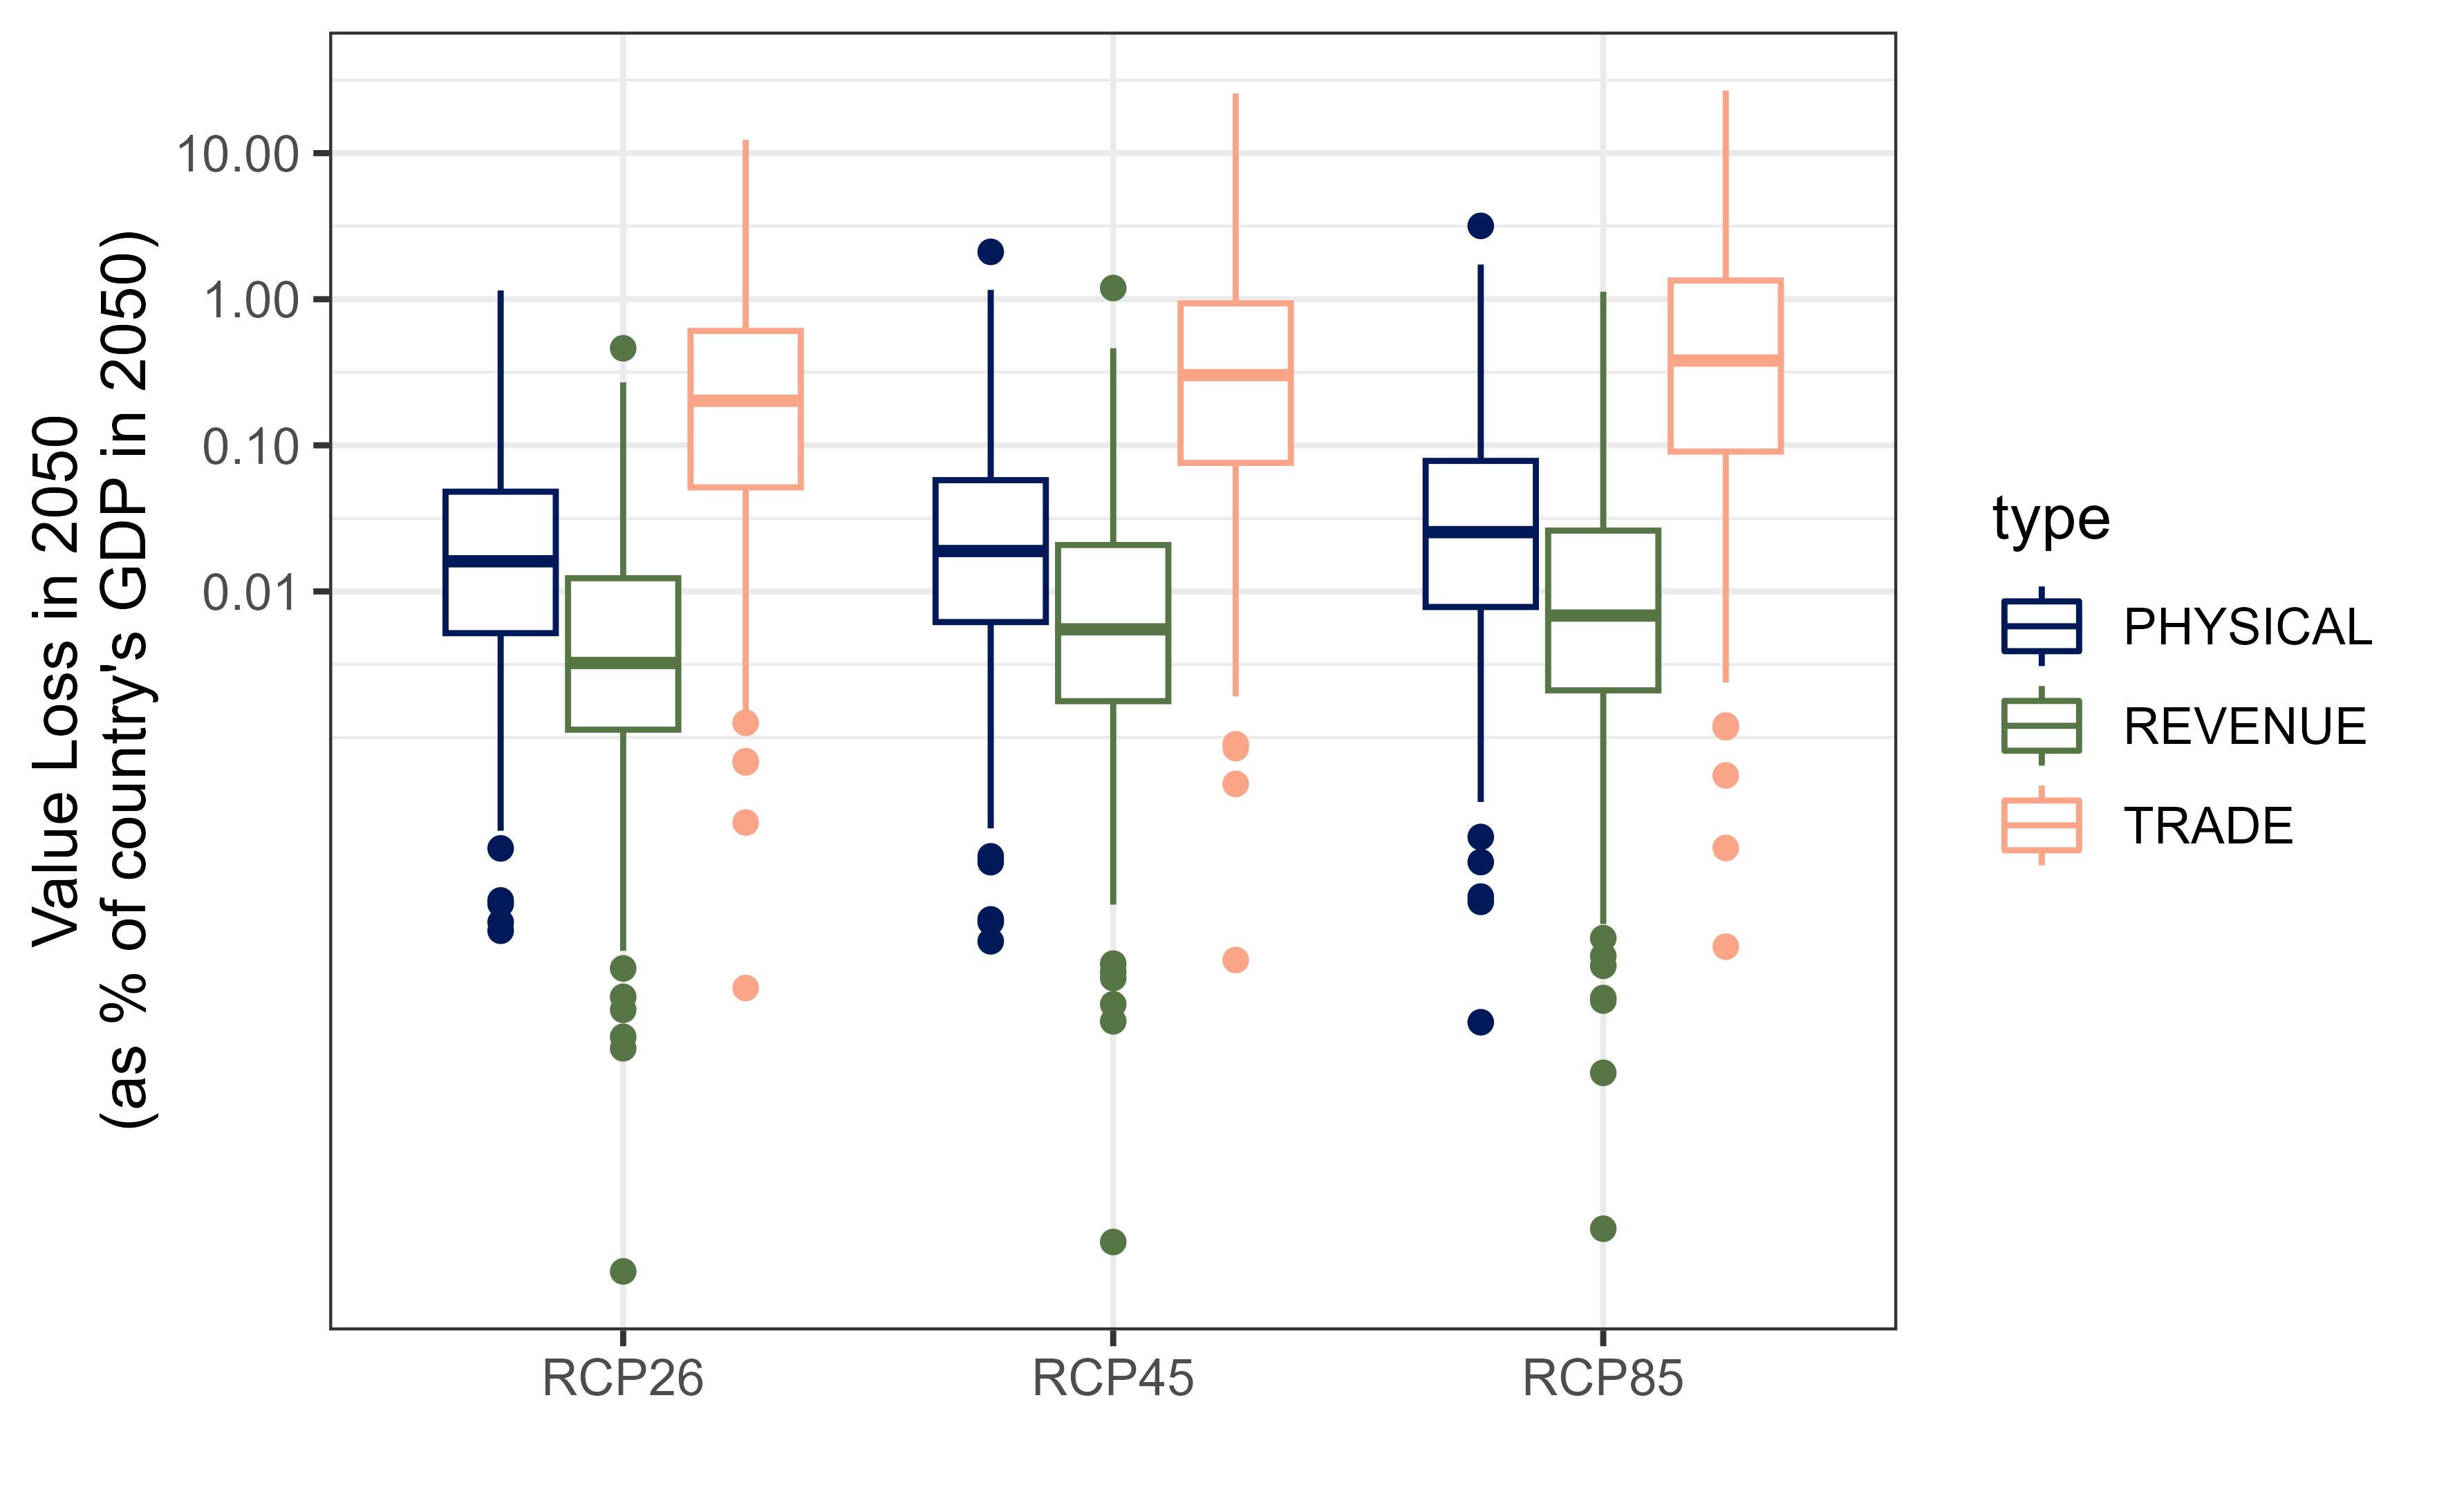 Value Loss in 2050
(as % of country's GDP in 2050)
10.00
1.00
0.10
0.01
RCP26
RCP45
RCP85
type
PHYSICAL
REVENUE
TRADE